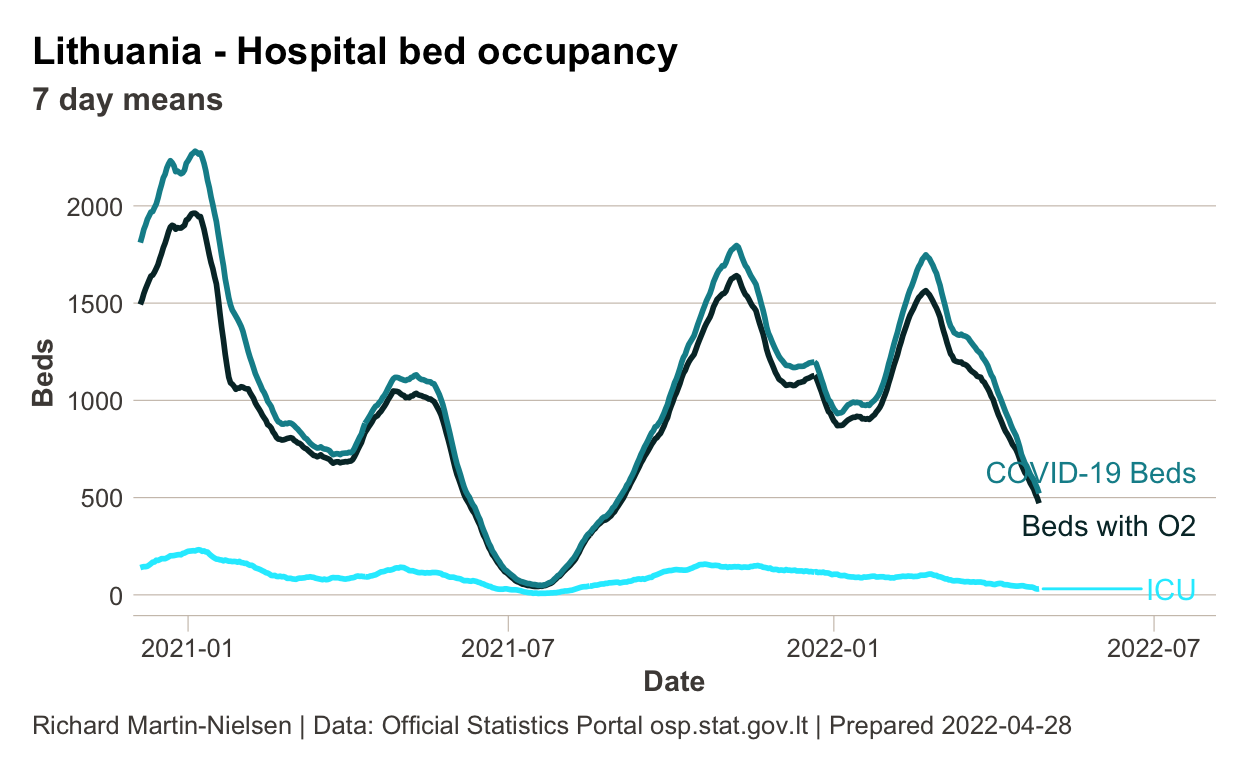 Lithuania - Hospital bed occupancy
7 day means
2000
1500
1000
500
0
Beds
COVID-19 Beds
Beds with O2
ICU
2021-01 2021-07 2022-01 2022-07
Date
Richard Martin-Nielsen | Data: Official Statistics Portal osp.stat.gov.lt | Prepared 2022-04-28